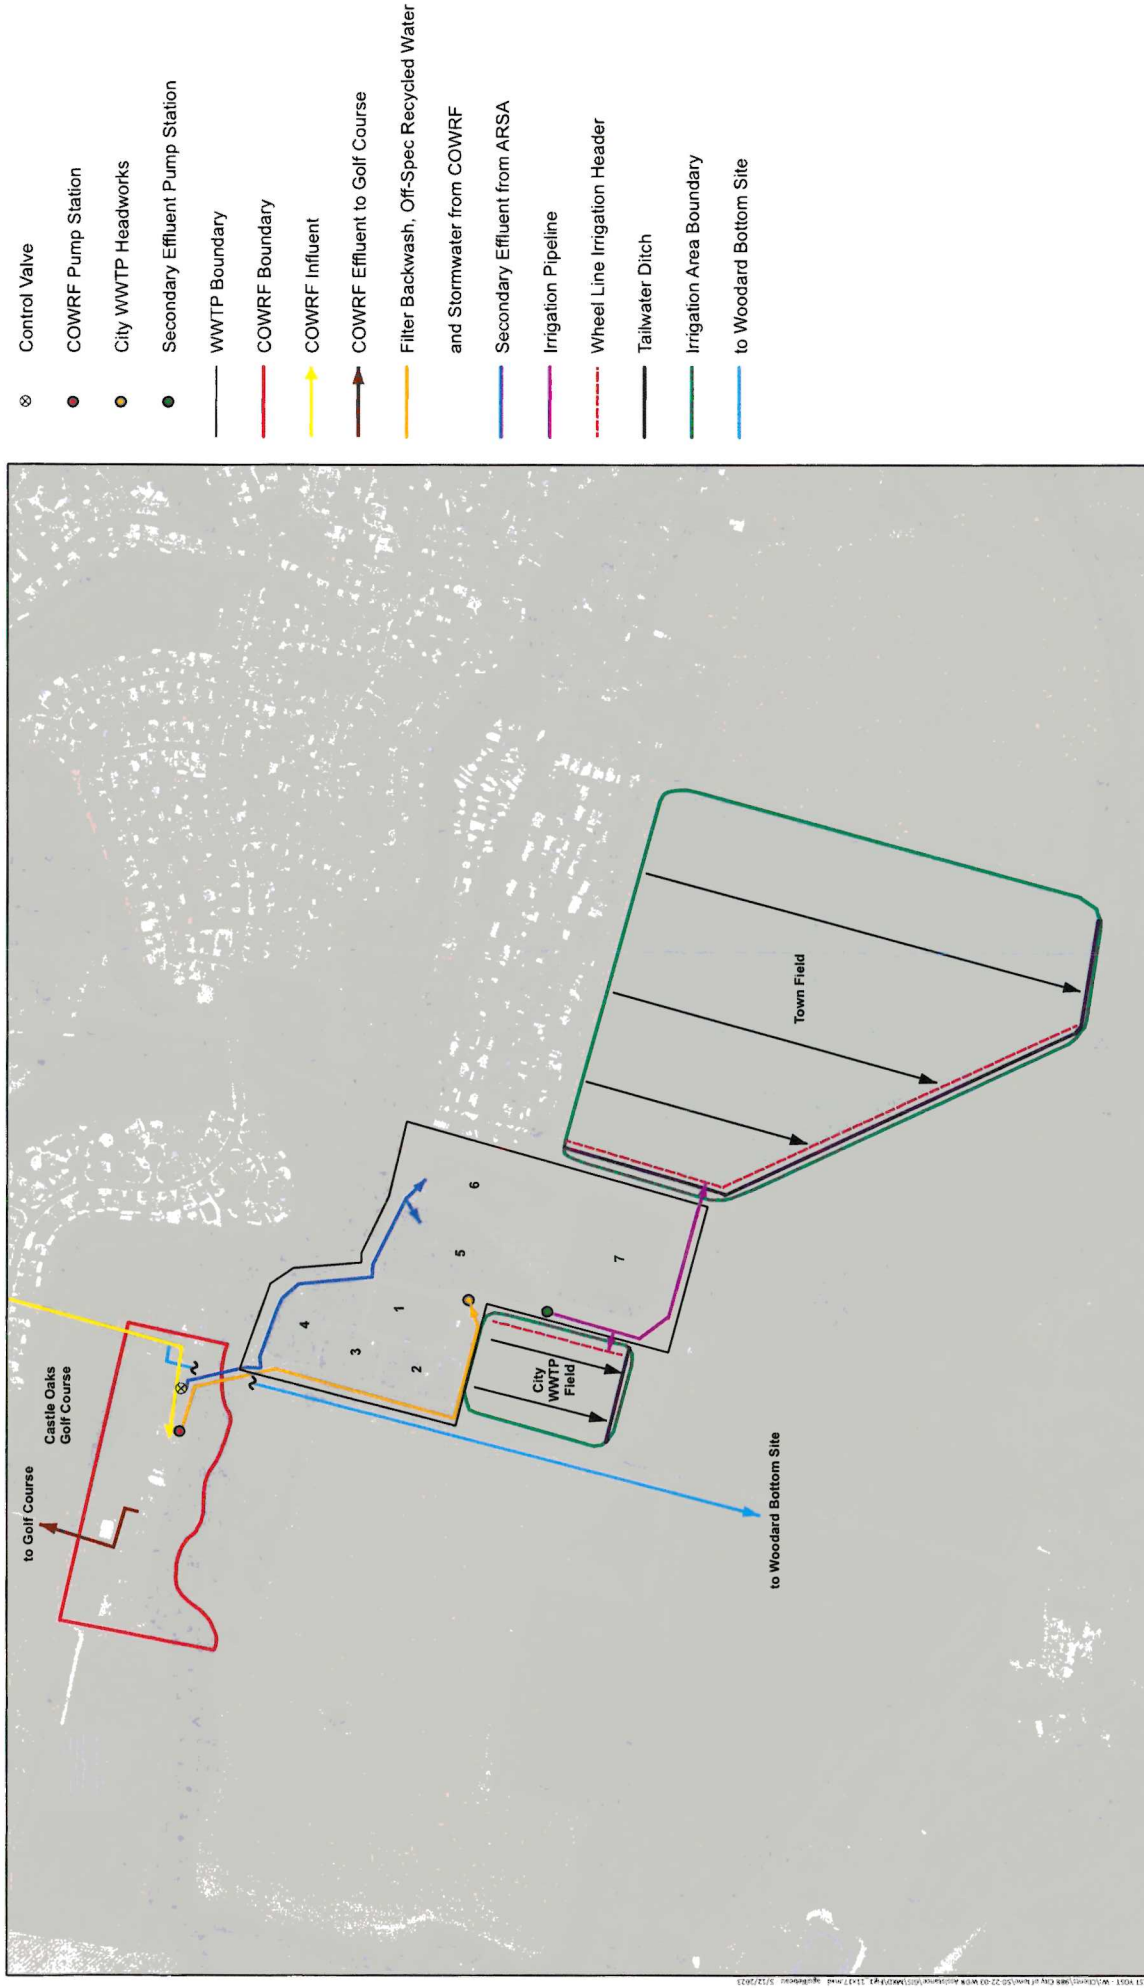 Control Valve
COWRF Pump Station
City WWTP Headworks
Secondary Effluent Pump Station
WWTP Boundary
COWRF Boundary
COWRF Influent
COWRF Effluent to Golf Course
Filter Backwash, Off-Spec Recycled Water
and Stormwater from COWRF
Secondary Effluent from ARSA
Irrigation Pipeline
Wheel Line Irrigation Header
Tailwater Ditch
Irrigation Area Boundary
to Woodard Bottom Site
to Golf Course
Castle Oaks
Golf Course
4
3
1
2
5
6
7
City
WWTP
Field
Town Field
to Woodard Bottom Site